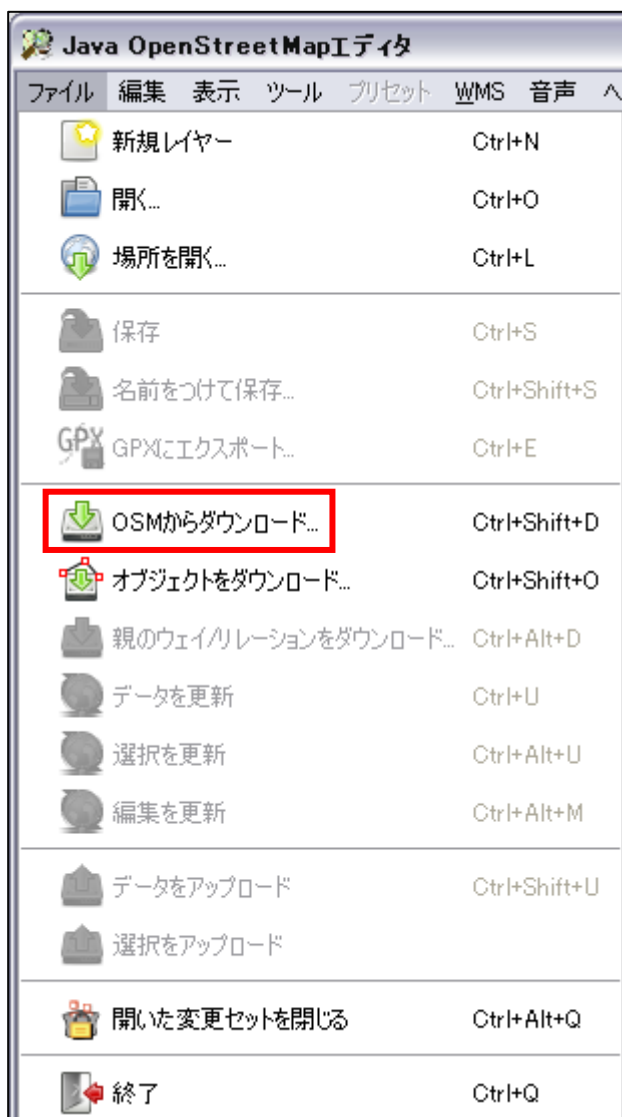 Java OpenStreetMapエディタ
ファイル 編集 表示 ツール プリセット WMS 音声 ヘ
新規レイヤー Ctrl+N
開く... Ctrl+O
場所を開く... Ctrl+L
保存 Ctrl+S
名前をつけて保存... Ctrl+Shift+S
GPX GPXにエクスポート... Ctrl+E
OSMからダウンロード... Ctrl+Shift+D
オブジェクトをダウンロード... Ctrl+Shift+O
親のウェイ/リレーションをダウンロード... Ctrl+Alt+D
データを更新 Ctrl+U
選択を更新 Ctrl+Alt+U
編集を更新 Ctrl+Alt+M
データをアップロード Ctrl+Shift+U
選択をアップロード
開いた変更セットを閉じる Ctrl+Alt+Q
終了 Ctrl+Q